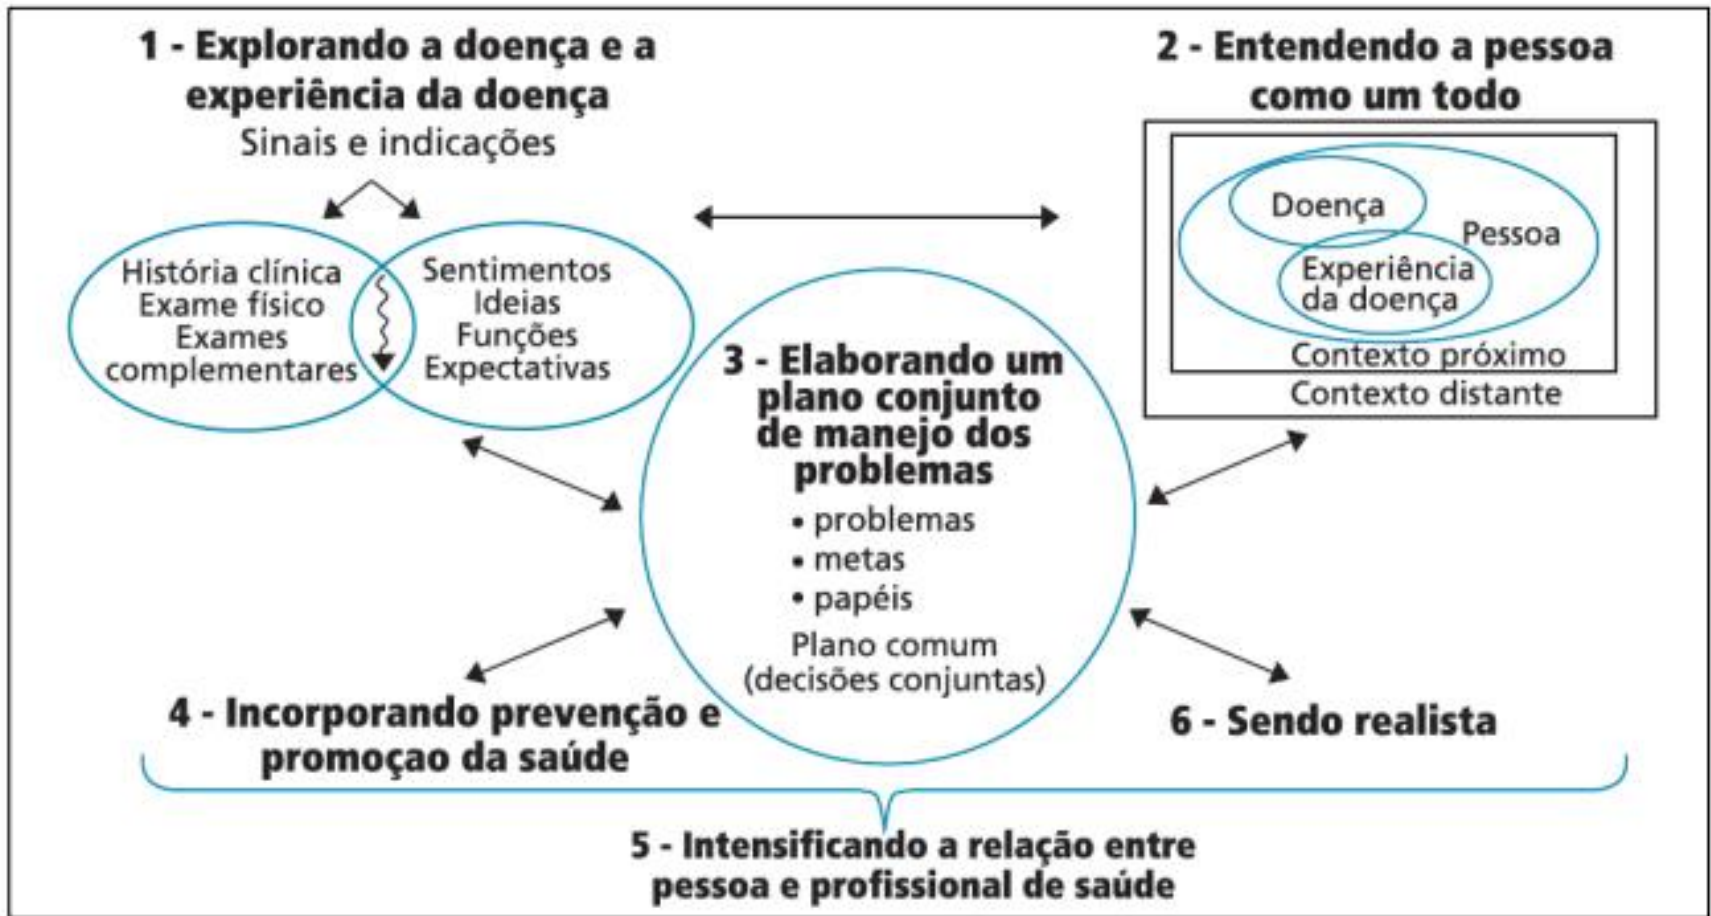 1 - Explorando a doença e a
experiência da doença
Sinais e indicações
História clínica
Exame físico
Exames
complementares
Sentimentos
Ideias
Funções
Expectativas
2 - Entendendo a pessoa
como um todo
Doença
Pessoa
Experiência
da doença
Contexto próximo
Contexto distante
3 - Elaborando um
plano conjunto
de manejo dos
problemas
• problemas
• metas
• papéis
Plano comum
(decisões conjuntas)
4 - Incorporando prevenção e
promoçao da saúde
6 - Sendo realista
5 - Intensificando a relação entre
pessoa e profissional de saúde